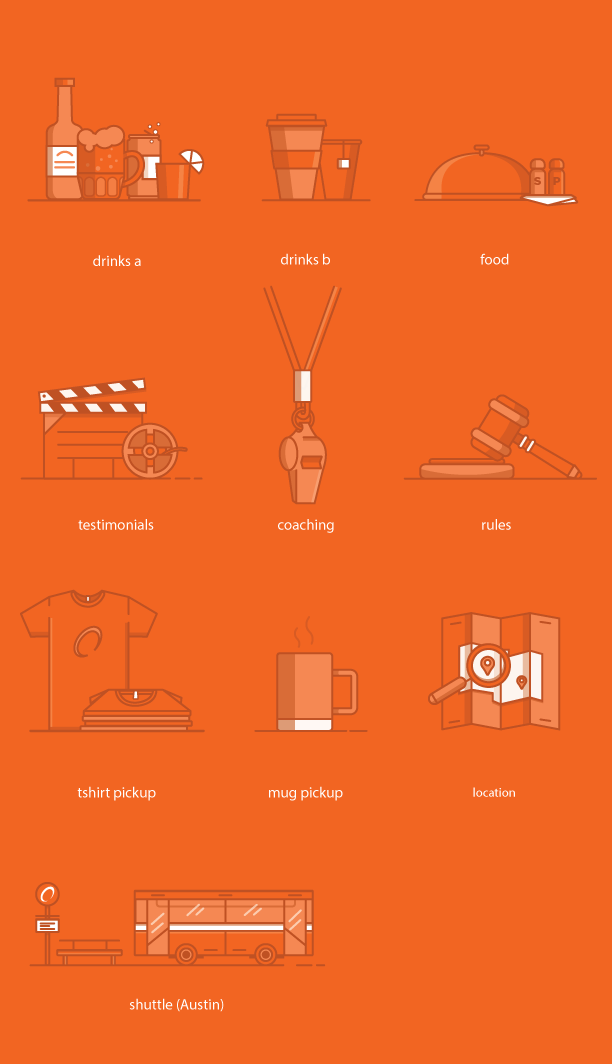 drinks a
drinks b
food
S P
testimonials
coaching
rules
tshirt pickup
mug pickup
location
shuttle (Austin)